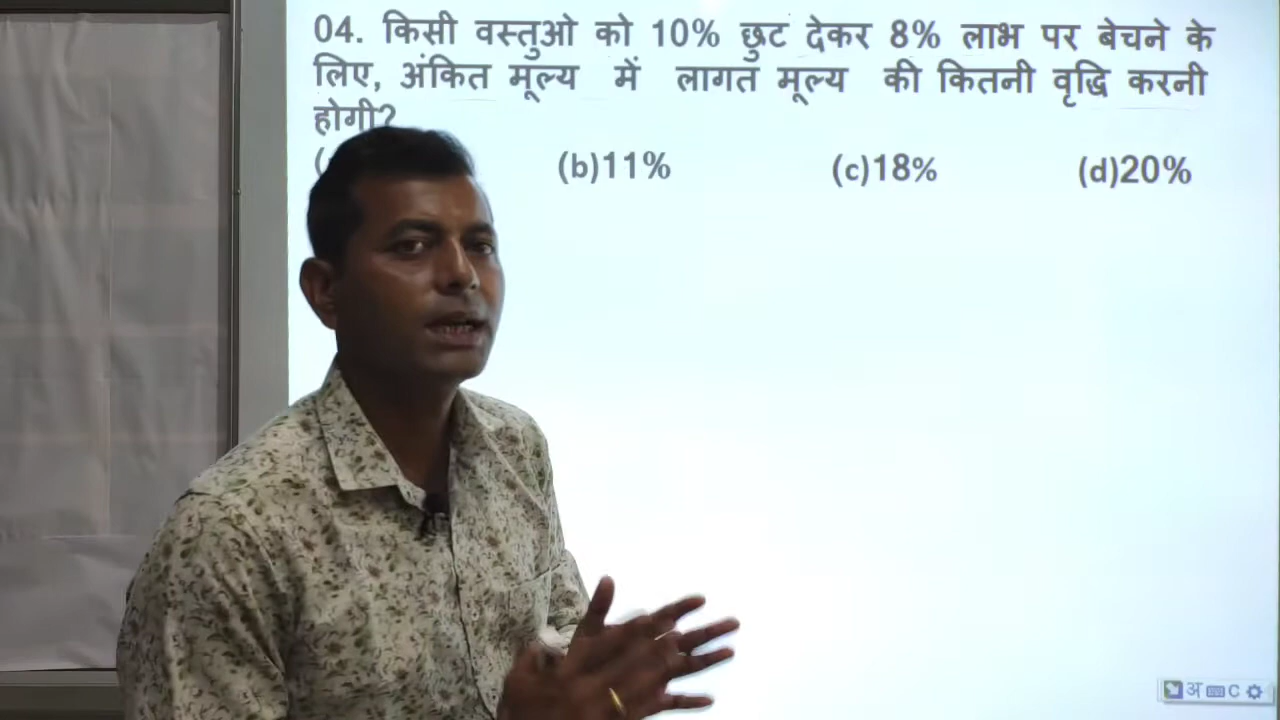 04. किसी वस्तुओ को 10% छुट देकर 8% लाभ पर बेचने के
लिए, अंकित मूल्य में लागत मूल्य की कितनी वृद्धि करनी
होगी?
(b)11% (c)18% (d)20%
अ C